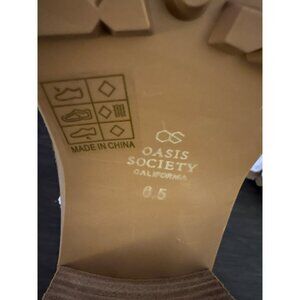 MADE IN CHINA
OS
OASIS
SOCIETY
CALIFORNIA
6.5